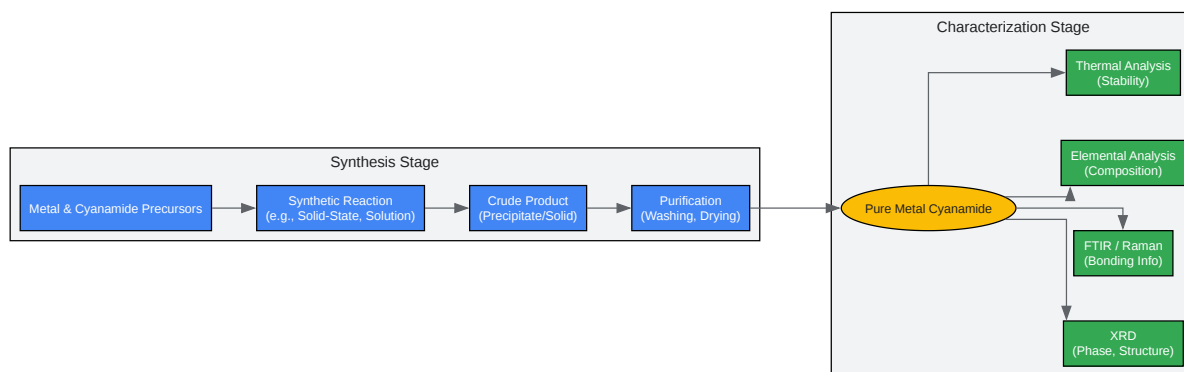 Synthesis Stage
Metal & Cyanamide Precursors
Synthetic Reaction
(e.g., Solid-State, Solution)
Crude Product
(Precipitate/Solid)
Purification
(Washing, Drying)
Characterization Stage
Pure Metal Cyanamide
Thermal Analysis
(Stability)
Elemental Analysis
(Composition)
FTIR / Raman
(Bonding Info)
XRD
(Phase, Structure)